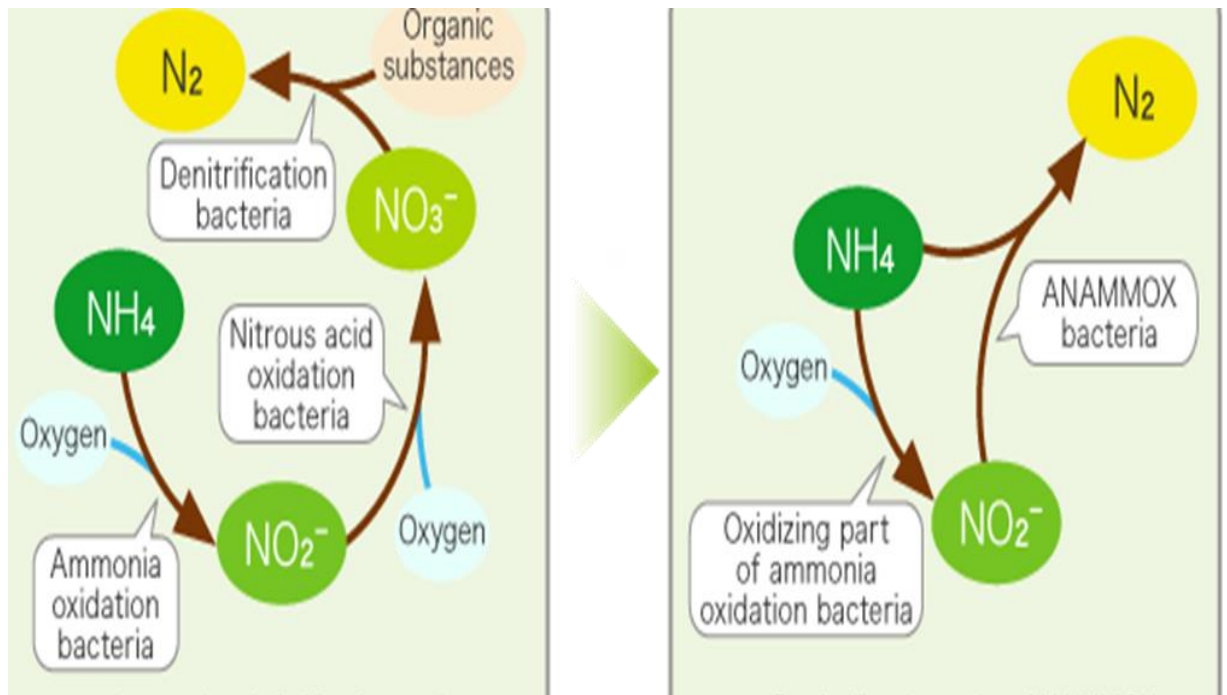 Organic
substances
N₂
Denitrification
bacteria
NO₃⁻
NH₄
Nitrous acid
oxidation
bacteria
Oxygen
NO₂⁻
Oxygen
Ammonia
oxidation
bacteria
N₂
NH₄
ANAMMOX
bacteria
Oxygen
NO₂⁻
Oxidizing part
of ammonia
oxidation bacteria